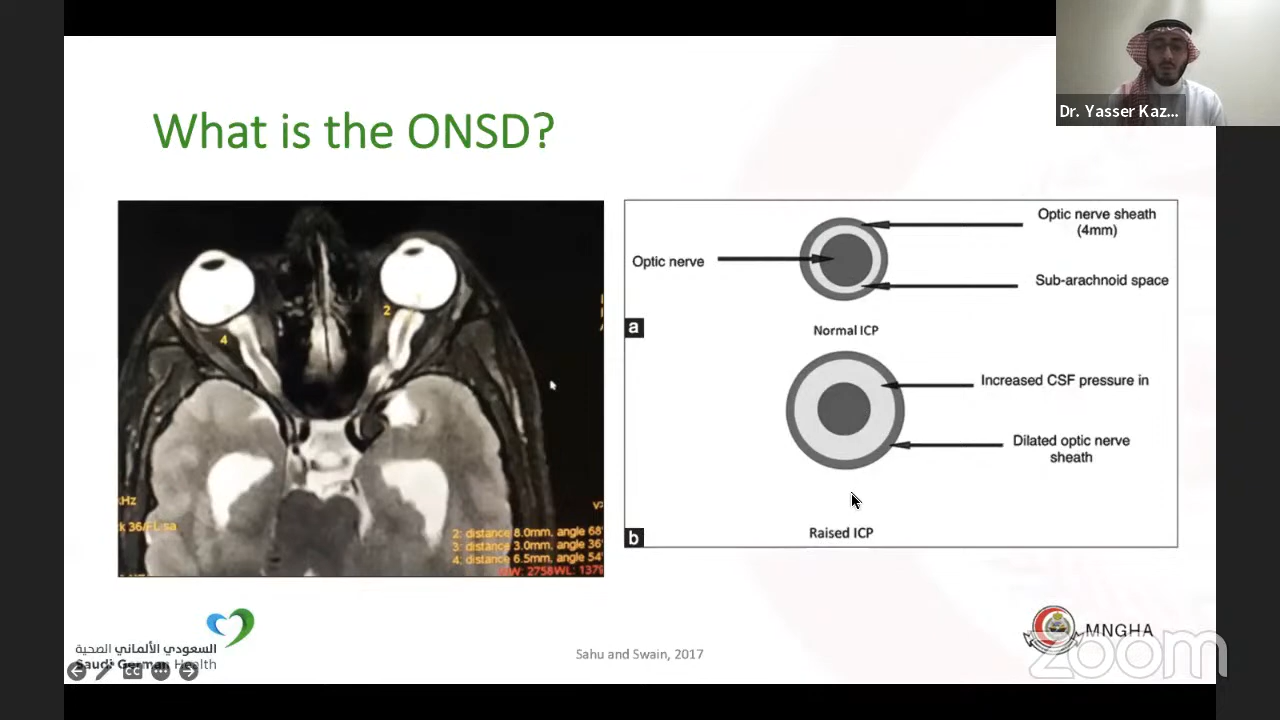 Dr. Yasser Kaz...
What is the ONSD?
4
2
kHz
2: distance 8.0mm, angle 68
3: distance 3.0mm, angle 36
4: distance 6.5mm, angle 54
Optic nerve sheath
(4mm)
Optic nerve
Sub-arachnoid space
a
Normal ICP
Increased CSF pressure in
Dilated optic nerve
sheath
b
Raised ICP
السعودي الألماني الصحية
Saudi German Health
CC
Sahu and Swain, 2017
MNGHA
zoom